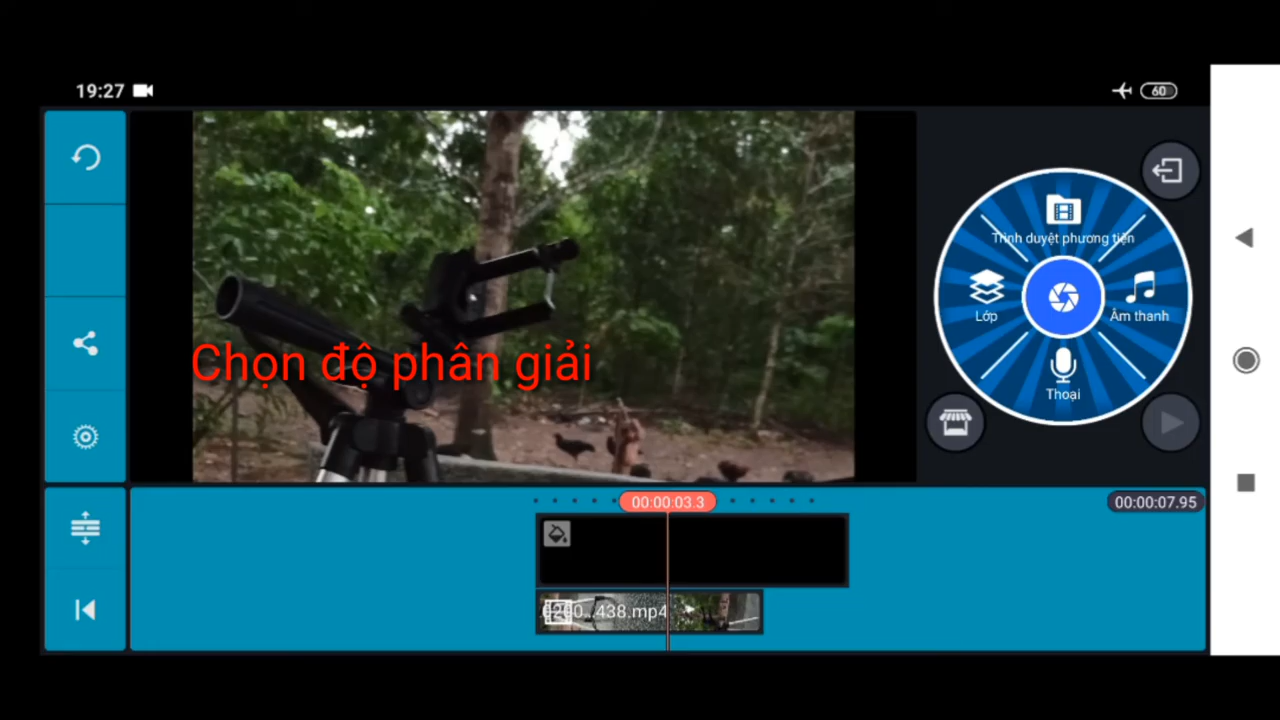 19:27
60
Trình duyệt phương tiện
Lớp
Âm thanh
Thoại
Chọn độ phân giải
00:00:03.3
00:00:07.95
0200...438.mp4